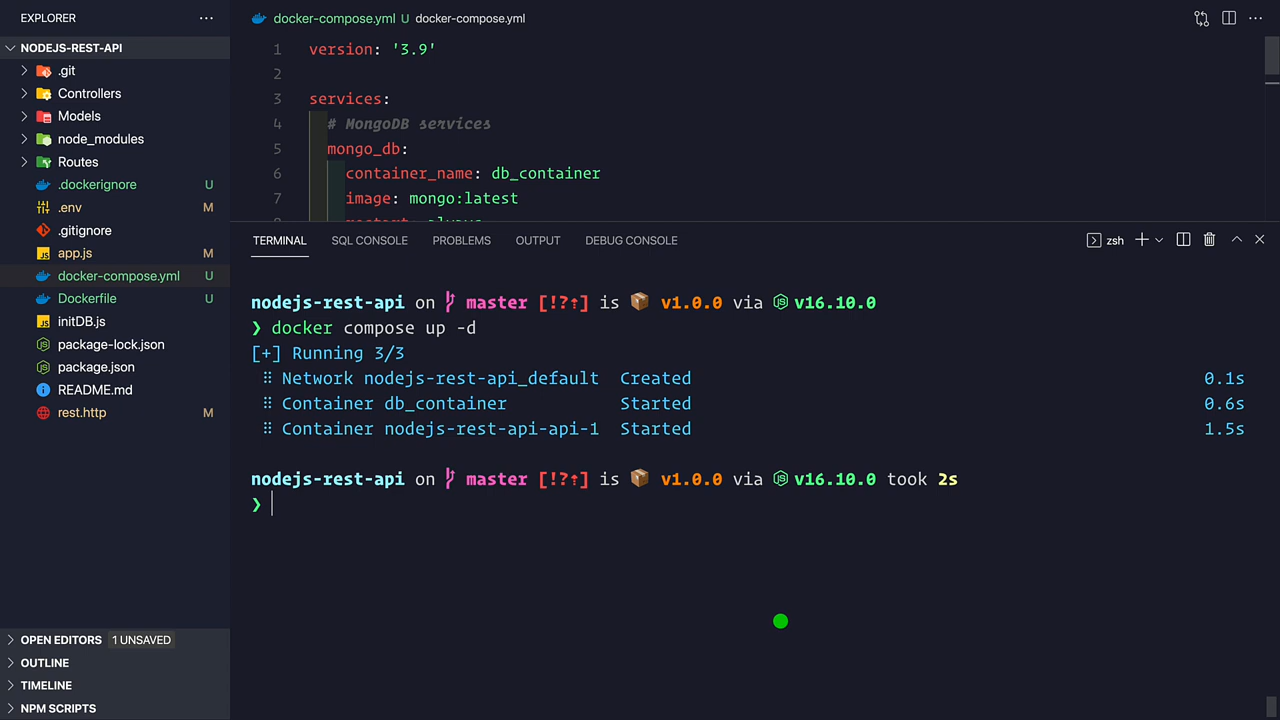 EXPLORER
NODEJS-REST-API
.git
Controllers
Models
node_modules
Routes
.dockerignore U
.env M
.gitignore
app.js M
docker-compose.yml U
Dockerfile U
initDB.js
package-lock.json
package.json
README.md
rest.http M
OPEN EDITORS 1 UNSAVED
OUTLINE
TIMELINE
NPM SCRIPTS
docker-compose.yml U docker-compose.yml
1 version: '3.9'
2
3 services:
4 # MongoDB services
5 mongo_db:
6 container_name: db_container
7 image: mongo:latest
8 restart: always
TERMINAL SQL CONSOLE PROBLEMS OUTPUT DEBUG CONSOLE zsh
nodejs-rest-api on master [!?⇡] is 📦 v1.0.0 via v16.10.0
❯ docker compose up -d
[+] Running 3/3
⠿ Network nodejs-rest-api_default Created 0.1s
⠿ Container db_container Started 0.6s
⠿ Container nodejs-rest-api-api-1 Started 1.5s
nodejs-rest-api on master [!?⇡] is 📦 v1.0.0 via v16.10.0 took 2s
❯